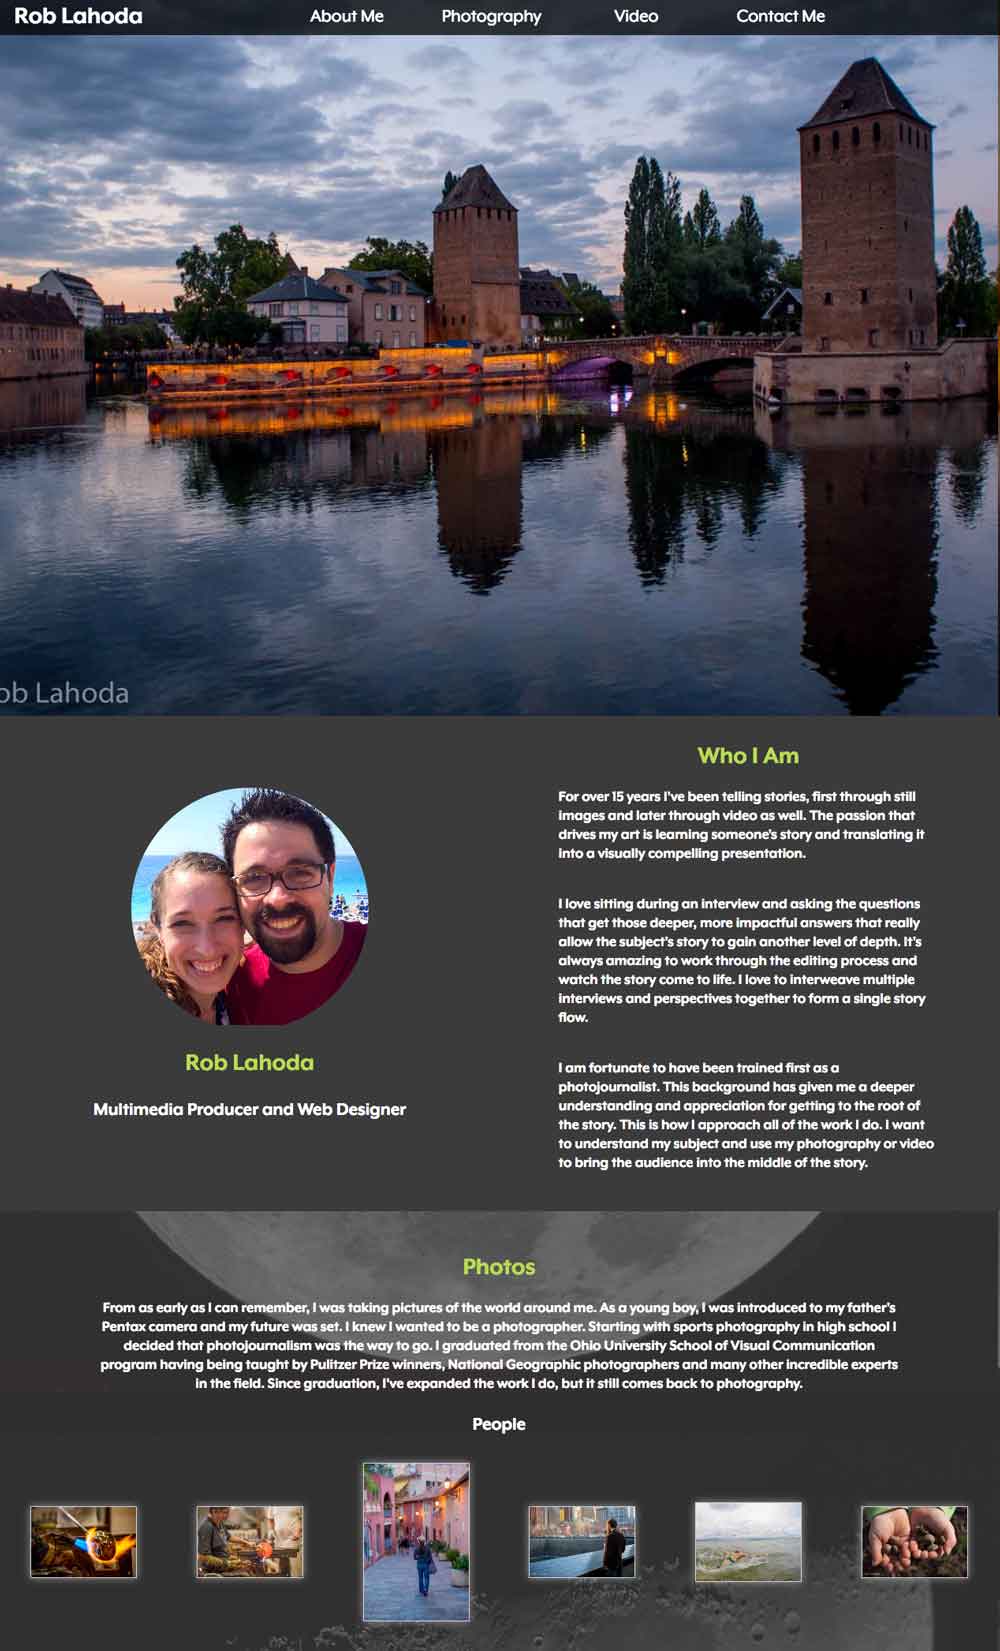 Rob Lahoda
About Me
Photography
Video
Contact Me
ob Lahoda
Who I Am
For over 15 years I've been telling stories, first through still
images and later through video as well. The passion that
drives my art is learning someone's story and translating it
into a visually compelling presentation.
I love sitting during an interview and asking the questions
that get those deeper, more impactful answers that really
allow the subject's story to gain another level of depth. It's
always amazing to work through the editing process and
watch the story come to life. I love to interweave multiple
interviews and perspectives together to form a single story
flow.
I am fortunate to have been trained first as a
photojournalist. This background has given me a deeper
understanding and appreciation for getting to the root of
the story. This is how I approach all of the work I do. I want
to understand my subject and use my photography or video
to bring the audience into the middle of the story.
Rob Lahoda
Multimedia Producer and Web Designer
Photos
From as early as I can remember, I was taking pictures of the world around me. As a young boy, I was introduced to my father's
Pentax camera and my future was set. I knew I wanted to be a photographer. Starting with sports photography in high school I
decided that photojournalism was the way to go. I graduated from the Ohio University School of Visual Communication
program having being taught by Pulitzer Prize winners, National Geographic photographers and many other incredible experts
in the field. Since graduation, I've expanded the work I do, but it still comes back to photography.
People